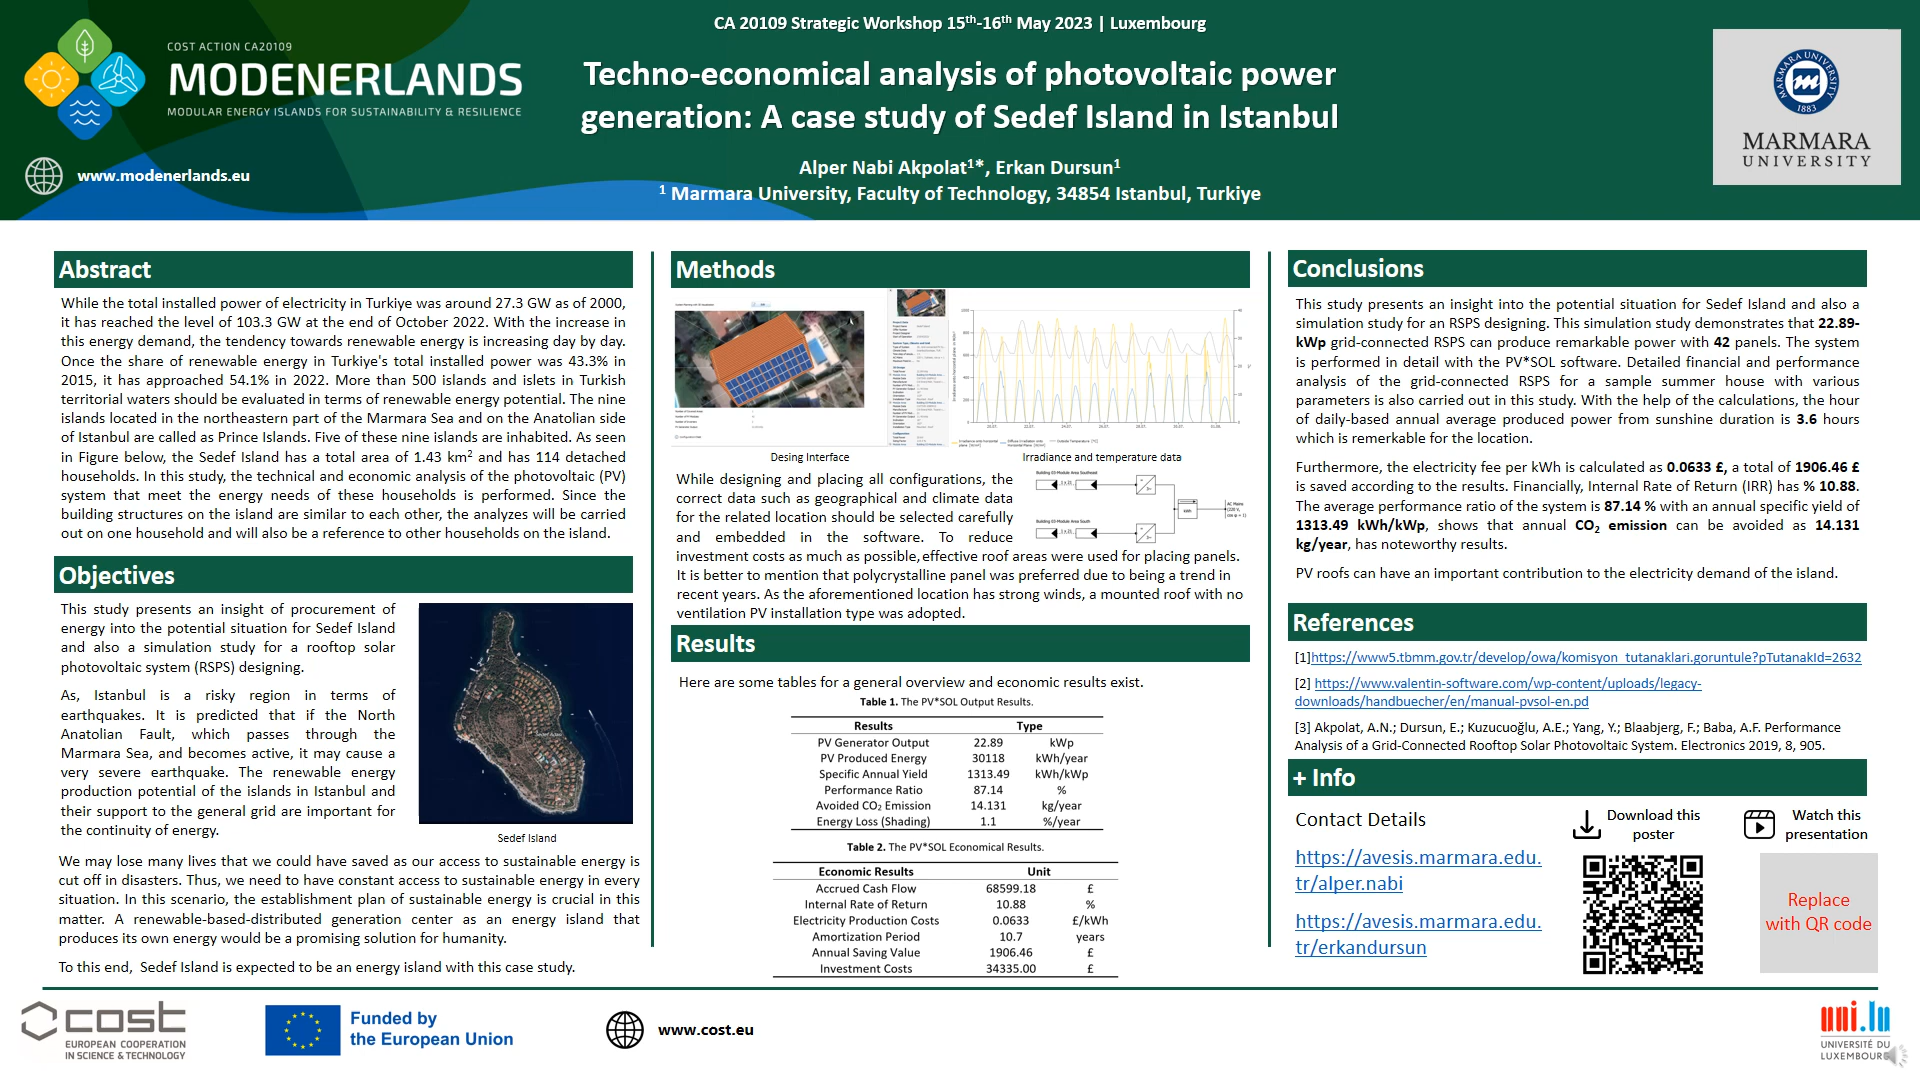 CA 20109 Strategic Workshop 15th-16th May 2023 | Luxembourg
COST ACTION CA20109
MODENERLANDS
MODULAR ENERGY ISLANDS FOR SUSTAINABILITY & RESILIENCE
www.modenerlands.eu
Techno-economical analysis of photovoltaic power
generation: A case study of Sedef Island in Istanbul
Alper Nabi Akpolat1*, Erkan Dursun1
1 Marmara University, Faculty of Technology, 34854 Istanbul, Turkiye
MARMARA UNIVERSITY
1883
MARMARA
UNIVERSITY
Abstract
While the total installed power of electricity in Turkiye was around 27.3 GW as of 2000,
it has reached the level of 103.3 GW at the end of October 2022. With the increase in
this energy demand, the tendency towards renewable energy is increasing day by day.
Once the share of renewable energy in Turkiye's total installed power was 43.3% in
2015, it has approached 54.1% in 2022. More than 500 islands and islets in Turkish
territorial waters should be evaluated in terms of renewable energy potential. The nine
islands located in the northeastern part of the Marmara Sea and on the Anatolian side
of Istanbul are called as Prince Islands. Five of these nine islands are inhabited. As seen
in Figure below, the Sedef Island has a total area of 1.43 km2 and has 114 detached
households. In this study, the technical and economic analysis of the photovoltaic (PV)
system that meet the energy needs of these households is performed. Since the
building structures on the island are similar to each other, the analyzes will be carried
out on one household and will also be a reference to other households on the island.
Objectives
This study presents an insight of procurement of
energy into the potential situation for Sedef Island
and also a simulation study for a rooftop solar
photovoltaic system (RSPS) designing.
As, Istanbul is a risky region in terms of
earthquakes. It is predicted that if the North
Anatolian Fault, which passes through the
Marmara Sea, and becomes active, it may cause a
very severe earthquake. The renewable energy
production potential of the islands in Istanbul and
their support to the general grid are important for
the continuity of energy.
Sedef Island
We may lose many lives that we could have saved as our access to sustainable energy is
cut off in disasters. Thus, we need to have constant access to sustainable energy in every
situation. In this scenario, the establishment plan of sustainable energy is crucial in this
matter. A renewable-based-distributed generation center as an energy island that
produces its own energy would be a promising solution for humanity.
To this end, Sedef Island is expected to be an energy island with this case study.
Methods
Desing Interface
Irradiance and temperature data
While designing and placing all configurations, the
correct data such as geographical and climate data
for the related location should be selected carefully
and embedded in the software. To reduce
investment costs as much as possible, effective roof areas were used for placing panels.
It is better to mention that polycrystalline panel was preferred due to being a trend in
recent years. As the aforementioned location has strong winds, a mounted roof with no
ventilation PV installation type was adopted.
Building 03-Module Area Southeast
Building 03-Module Area South
kWh
AC Mains
Results
Here are some tables for a general overview and economic results exist.
Table 1. The PV*SOL Output Results.
Results Type
PV Generator Output 22.89 kWp
PV Produced Energy 30118 kWh/year
Specific Annual Yield 1313.49 kWh/kWp
Performance Ratio 87.14 %
Avoided CO2 Emission 14.131 kg/year
Energy Loss (Shading) 1.1 %/year
Table 2. The PV*SOL Economical Results.
Economic Results Unit
Accrued Cash Flow 68599.18 £
Internal Rate of Return 10.88 %
Electricity Production Costs 0.0633 £/kWh
Amortization Period 10.7 years
Annual Saving Value 1906.46 £
Investment Costs 34335.00 £
Conclusions
This study presents an insight into the potential situation for Sedef Island and also a
simulation study for an RSPS designing. This simulation study demonstrates that 22.89-
kWp grid-connected RSPS can produce remarkable power with 42 panels. The system
is performed in detail with the PV*SOL software. Detailed financial and performance
analysis of the grid-connected RSPS for a sample summer house with various
parameters is also carried out in this study. With the help of the calculations, the hour
of daily-based annual average produced power from sunshine duration is 3.6 hours
which is remarkable for the location.
Furthermore, the electricity fee per kWh is calculated as 0.0633 £, a total of 1906.46 £
is saved according to the results. Financially, Internal Rate of Return (IRR) has % 10.88.
The average performance ratio of the system is 87.14 % with an annual specific yield of
1313.49 kWh/kWp, shows that annual CO2 emission can be avoided as 14.131
kg/year, has noteworthy results.
PV roofs can have an important contribution to the electricity demand of the island.
References
[1]https://www5.tbmm.gov.tr/develop/owa/komisyon_tutanaklari.goruntule?pTutanakId=2632
[2] https://www.valentin-software.com/wp-content/uploads/legacy-
downloads/handbuecher/en/manual-pvsol-en.pd
[3] Akpolat, A.N.; Dursun, E.; Kuzucuoğlu, A.E.; Yang, Y.; Blaabjerg, F.; Baba, A.F. Performance
Analysis of a Grid-Connected Rooftop Solar Photovoltaic System. Electronics 2019, 8, 905.
+ Info
Contact Details
https://avesis.marmara.edu.
tr/alper.nabi
https://avesis.marmara.edu.
tr/erkandursun
Download this
poster
Watch this
presentation
Replace
with QR code
cost
EUROPEAN COOPERATION
IN SCIENCE & TECHNOLOGY
Funded by
the European Union
www.cost.eu
uni.lu
UNIVERSITÉ DU
LUXEMBOURG